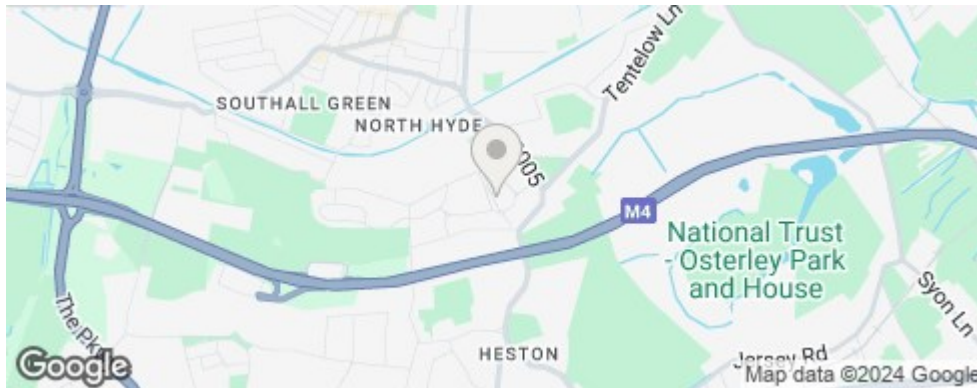 Tentelow Ln
SOUTHALL GREEN
NORTH HYDE
005
M4
National Trust
- Osterley Park
and House
Syon Ln
The Pk
HESTON
Jersey Rd
Google
Map data ©2024 Google